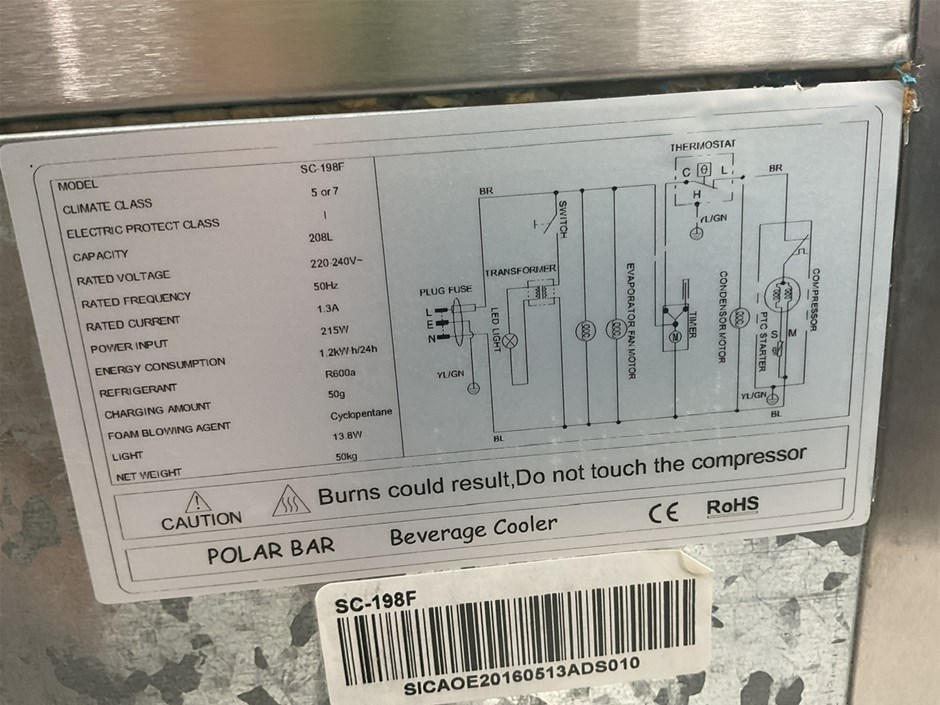 MODEL SC-198F
CLIMATE CLASS 5 or 7
ELECTRIC PROTECT CLASS I
CAPACITY 208L
RATED VOLTAGE 220-240V~
RATED FREQUENCY 50Hz
RATED CURRENT 1.3A
POWER INPUT 215W
ENERGY CONSUMPTION 1.2kW·h/24h
REFRIGERANT R600a
CHARGING AMOUNT 50g
FOAM BLOWING AGENT Cyclopentane
LIGHT 13.8W
NET WEIGHT 50kg
THERMOSTAT
C θ L
H
BR
BR
YL/GN
SWITCH
TRANSFORMER
PLUG FUSE
L
E
N
LED LIGHT
YL/GN
EVAPORATOR FAN MOTOR
TIMER
M
CONDENSOR MOTOR
COMPRESSOR
S M
PTC STARTER
YL/GN
BL
BL
CAUTION
Burns could result,Do not touch the compressor
POLAR BAR Beverage Cooler CE RoHS
SC-198F
SICAOE20160513ADS010